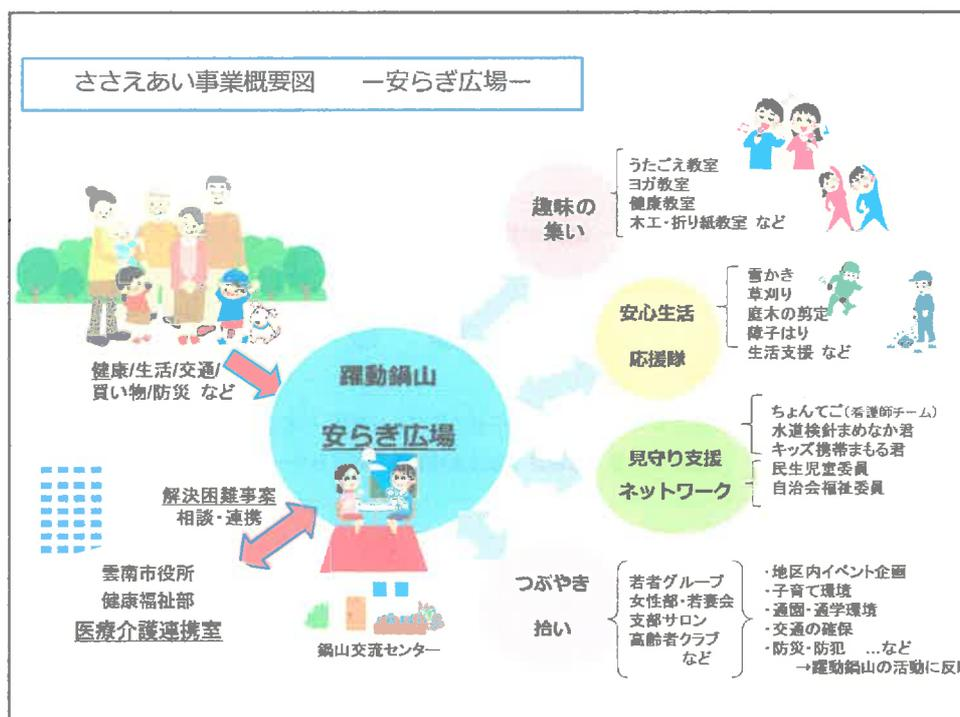 ささえあい事業概要図　―安らぎ広場―
趣味の
集い
うたごえ教室
ヨガ教室
健康教室
木工・折り紙教室 など
安心生活
応援隊
雪かき
草刈り
庭木の剪定
障子はり
生活支援 など
健康/生活/交通/
買い物/防災 など
躍動鍋山
安らぎ広場
見守り支援
ネットワーク
ちょんてご(看護師チーム)
水道検針まめなか君
キッズ携帯まもる君
民生児童委員
自治会福祉委員
解決困難事案
相談・連携
雲南市役所
健康福祉部
医療介護連携室
鍋山交流センター
つぶやき
拾い
若者グループ
女性部・若妻会
支部サロン
高齢者クラブ
など
・地区内イベント企画
・子育て環境
・通園・通学環境
・交通の確保
・防災・防犯　…など
→躍動鍋山の活動に反